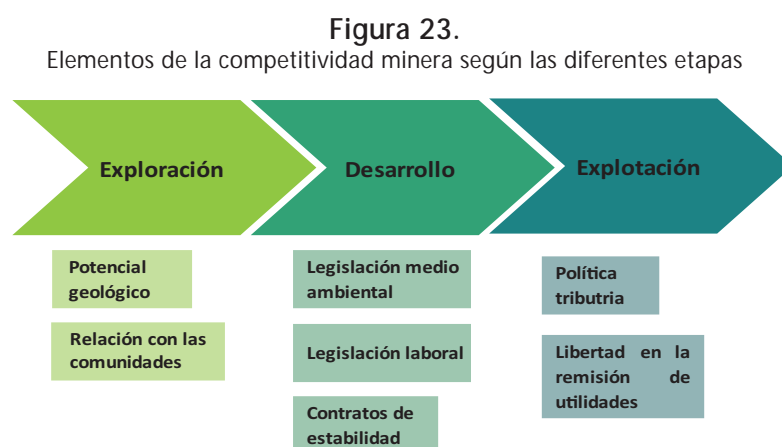 Figura 23.
Elementos de la competitividad minera según las diferentes etapas
Exploración
Desarrollo
Explotación
Potencial
geológico
Relación con las
comunidades
Legislación medio
ambiental
Legislación laboral
Contratos de
estabilidad
Política
tributria
Libertad en la
remisión de
utilidades